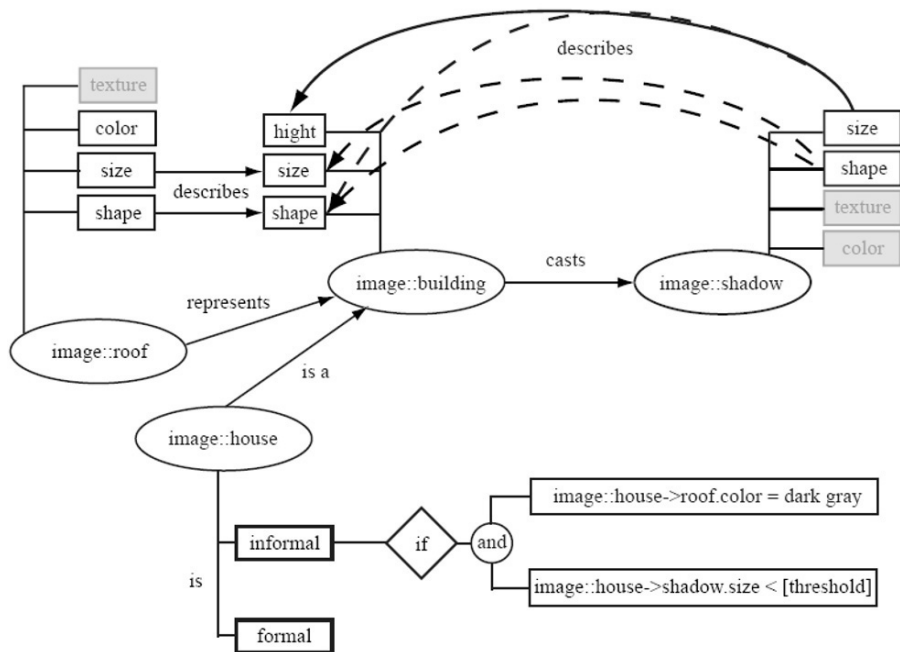 describes
texture
color
size
shape
describes
hight
size
shape
size
shape
texture
color
image::building
casts
image::shadow
represents
image::roof
is a
image::house
image::house->roof.color = dark gray
informal
if
and
is
image::house->shadow.size < [threshold]
formal